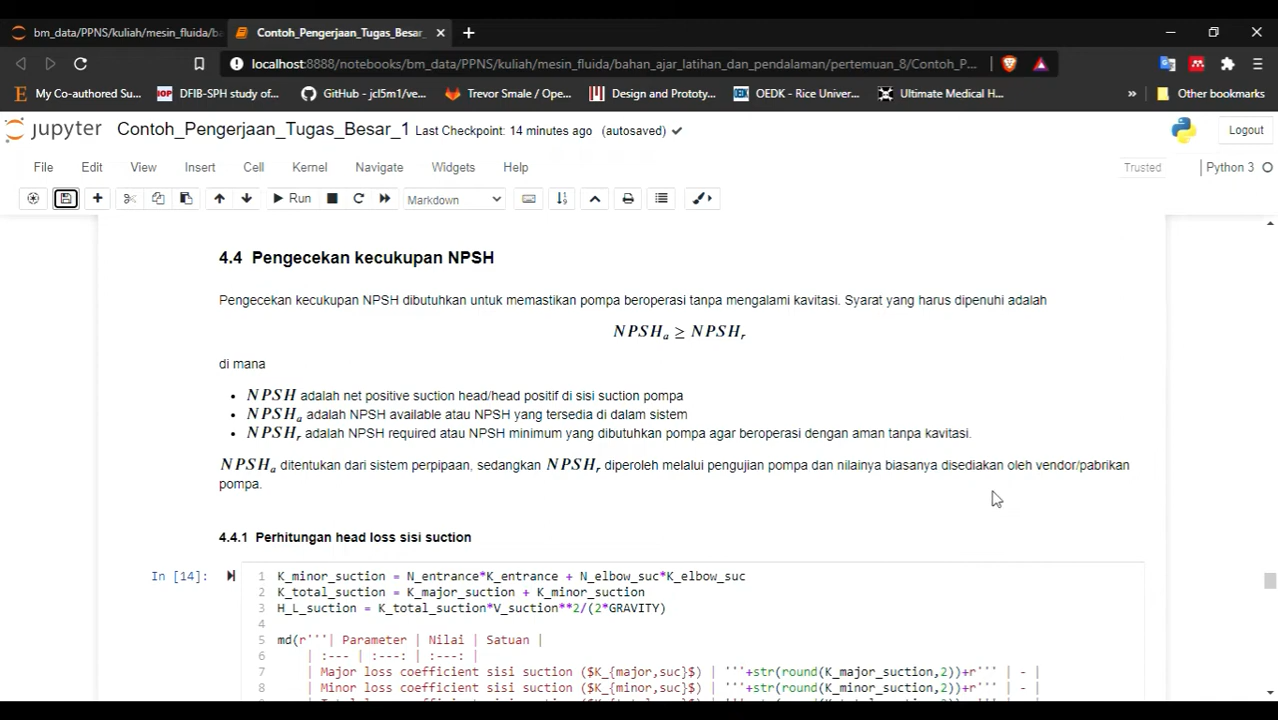 bm_data/PPNS/kuliah/mesin_fluida/ba
Contoh_Pengerjaan_Tugas_Besar_
localhost:8888/notebooks/bm_data/PPNS/kuliah/mesin_fluida/bahan_ajar_latihan_dan_pendalaman/pertemuan_8/Contoh_P...
My Co-authored Su...
IOP DFIB-SPH study of...
GitHub - jcl5m1/ve...
Trevor Smale / Ope...
Design and Prototy...
OEDK - Rice Univer...
Ultimate Medical H...
» Other bookmarks
jupyter Contoh_Pengerjaan_Tugas_Besar_1 Last Checkpoint: 14 minutes ago (autosaved)
Logout
File Edit View Insert Cell Kernel Navigate Widgets Help
Trusted
Python 3
Run
Markdown
4.4 Pengecekan kecukupan NPSH
Pengecekan kecukupan NPSH dibutuhkan untuk memastikan pompa beroperasi tanpa mengalami kavitasi. Syarat yang harus dipenuhi adalah
NPSHₐ ≥ NPSHᵣ
di mana
• NPSH adalah net positive suction head/head positif di sisi suction pompa
• NPSHₐ adalah NPSH available atau NPSH yang tersedia di dalam sistem
• NPSHᵣ adalah NPSH required atau NPSH minimum yang dibutuhkan pompa agar beroperasi dengan aman tanpa kavitasi.
NPSHₐ ditentukan dari sistem perpipaan, sedangkan NPSHᵣ diperoleh melalui pengujian pompa dan nilainya biasanya disediakan oleh vendor/pabrikan
pompa.
4.4.1 Perhitungan head loss sisi suction
In [14]:
1 K_minor_suction = N_entrance*K_entrance + N_elbow_suc*K_elbow_suc
2 K_total_suction = K_major_suction + K_minor_suction
3 H_L_suction = K_total_suction*V_suction**2/(2*GRAVITY)
4
5 md(r'''| Parameter | Nilai | Satuan |
6 | :--- | :---: | :---: |
7 | Major loss coefficient sisi suction ($K_{major,suc}$) | '''+str(round(K_major_suction,2))+r''' | - |
8 | Minor loss coefficient sisi suction ($K_{minor,suc}$) | '''+str(round(K_minor_suction,2))+r''' | - |